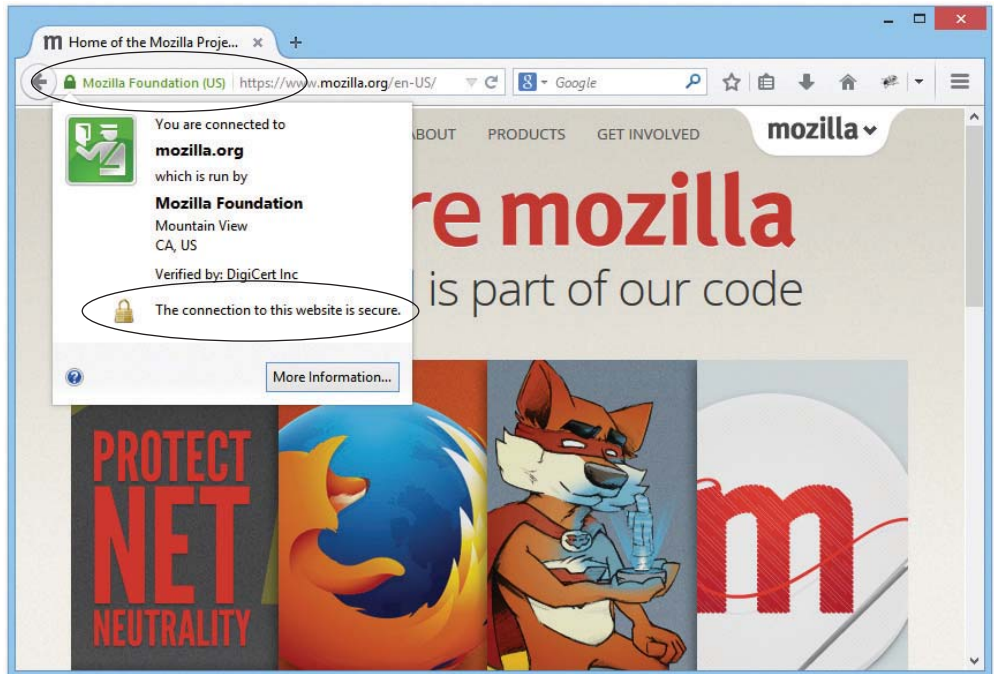 m Home of the Mozilla Proje... × +
Mozilla Foundation (US) https://www.mozilla.org/en-US/ 8 Google
You are connected to
mozilla.org
which is run by
Mozilla Foundation
Mountain View
CA, US
Verified by: DigiCert Inc
The connection to this website is secure.
? More Information...
ABOUT PRODUCTS GET INVOLVED mozilla
re mozilla
is part of our code
PROTECT
NET
NEUTRALITY
m